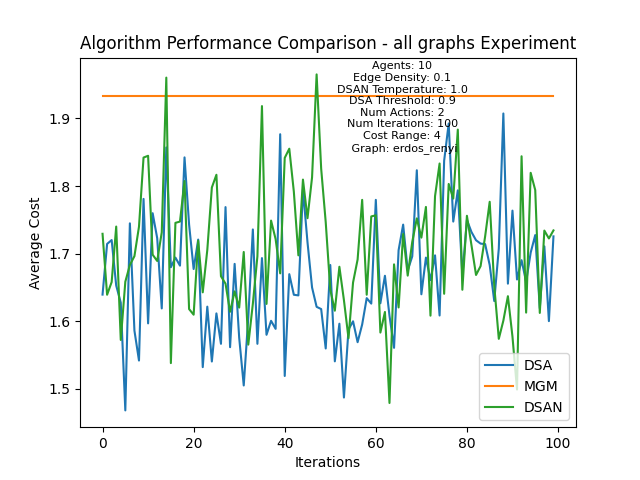 Algorithm Performance Comparison - all graphs Experiment
Agents: 10
Edge Density: 0.1
DSAN Temperature: 1.0
DSA Threshold: 0.9
Num Actions: 2
Num Iterations: 100
Cost Range: 4
Graph: erdos_renyi
Average Cost
1.9
1.8
1.7
1.6
1.5
DSA
MGM
DSAN
0
20
40
60
80
100
Iterations